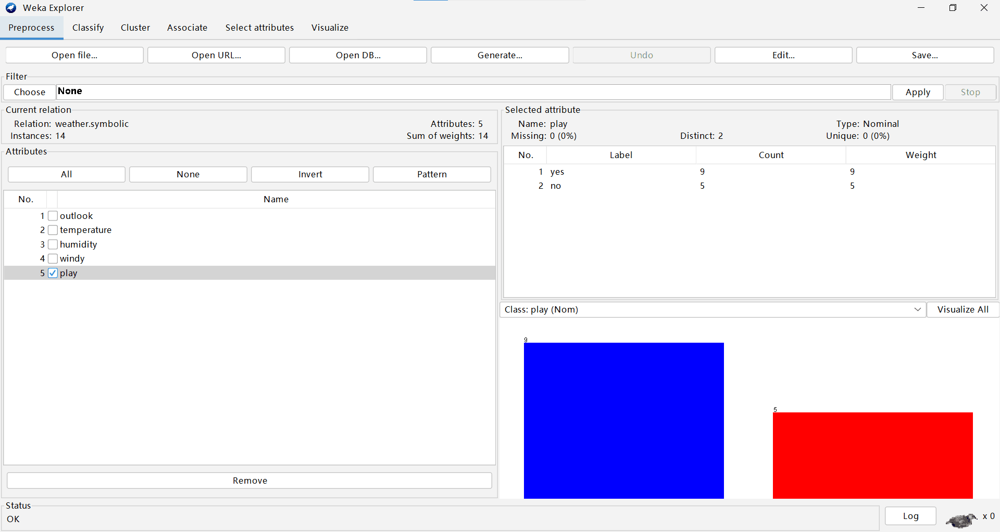 Weka Explorer
Preprocess Classify Cluster Associate Select attributes Visualize
Open file... Open URL... Open DB... Generate... Undo Edit... Save...
Filter
Choose None Apply Stop
Current relation
Relation: weather.symbolic Attributes: 5
Instances: 14 Sum of weights: 14
Attributes
All None Invert Pattern
No. Name
1 outlook
2 temperature
3 humidity
4 windy
5 play
Remove
Selected attribute
Name: play Type: Nominal
Missing: 0 (0%) Distinct: 2 Unique: 0 (0%)
No. Label Count Weight
1 yes 9 9
2 no 5 5
Class: play (Nom) Visualize All
9
5
Status
OK
Log x 0